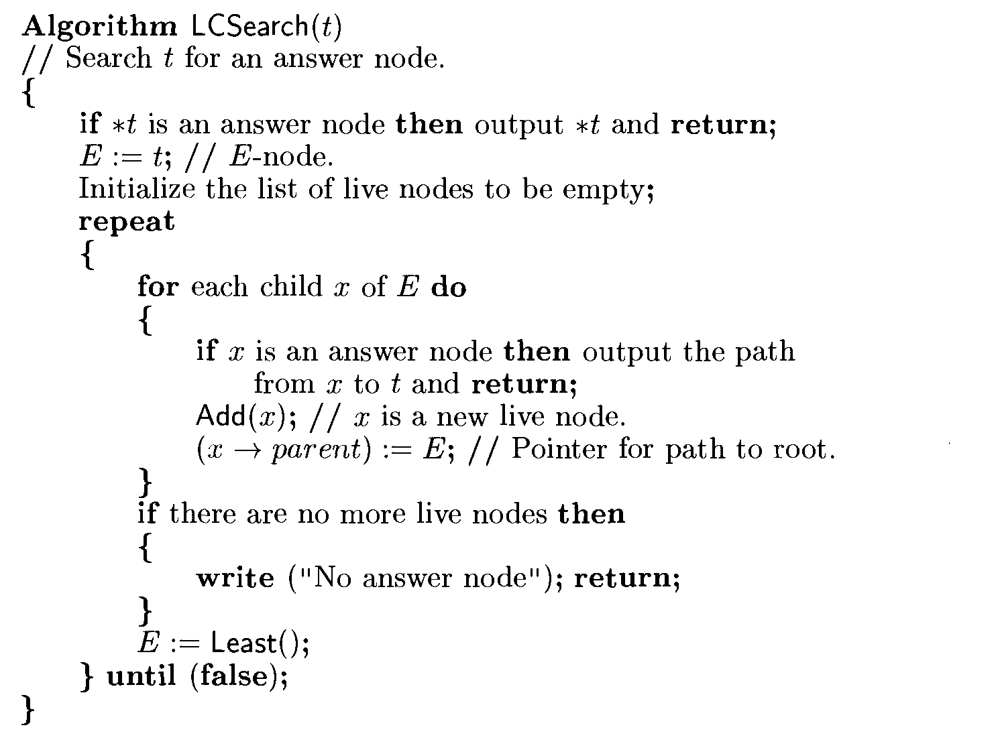 Algorithm LCSearch(t)
// Search t for an answer node.
{
if *t is an answer node then output *t and return;
E := t; // E-node.
Initialize the list of live nodes to be empty;
repeat
{
for each child x of E do
{
if x is an answer node then output the path
from x to t and return;
Add(x); // x is a new live node.
(x → parent) := E; // Pointer for path to root.
}
if there are no more live nodes then
{
write ("No answer node"); return;
}
E := Least();
} until (false);
}